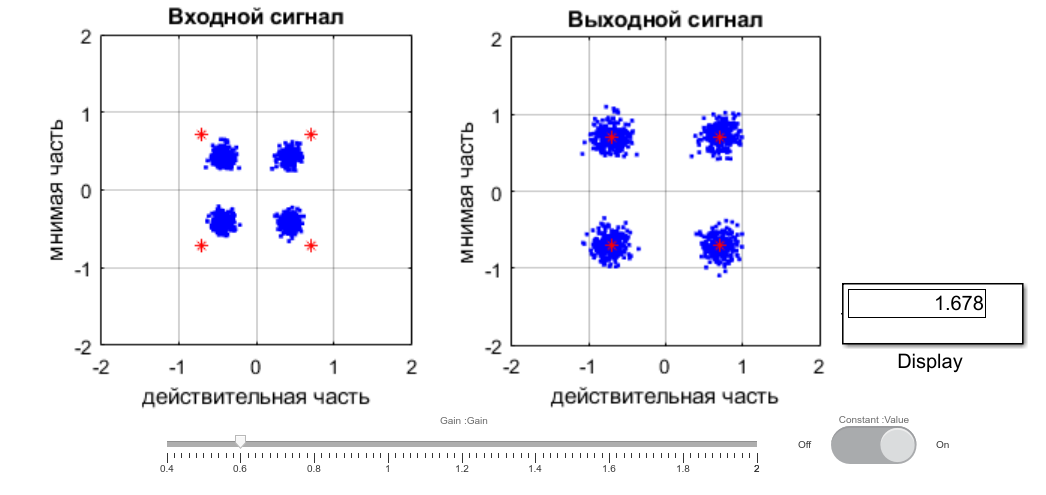 Входной сигнал
Выходной сигнал
2
1
0
-1
-2
мнимая часть
-2
-1
0
1
2
действительная часть
2
1
0
-1
-2
мнимая часть
-2
-1
0
1
2
действительная часть
1.678
Display
Gain :Gain
0.4 0.6 0.8 1 1.2 1.4 1.6 1.8 2
Constant :Value
Off On